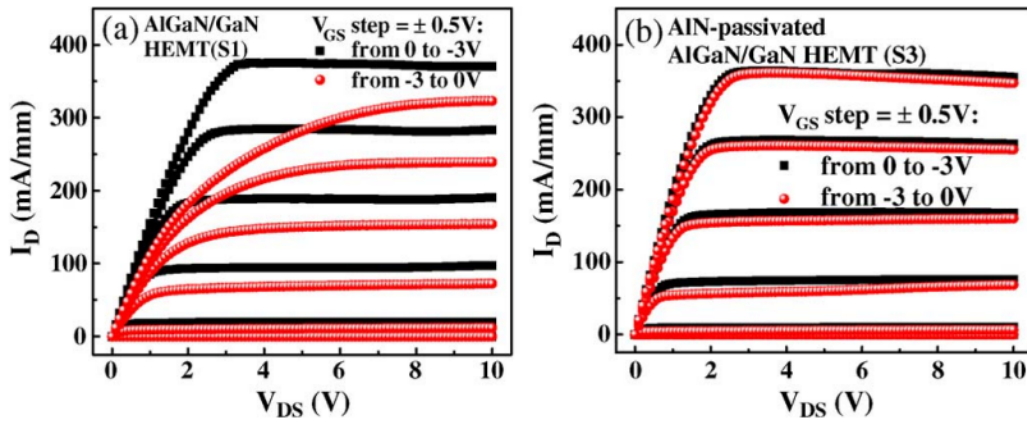 (a) AlGaN/GaN
HEMT(S1)
V_GS step = ± 0.5V:
from 0 to -3V
from -3 to 0V
400
300
200
100
0
I_D (mA/mm)
0 2 4 6 8 10
V_DS (V)
(b) AlN-passivated
AlGaN/GaN HEMT (S3)
V_GS step = ± 0.5V:
from 0 to -3V
from -3 to 0V
400
300
200
100
0
I_D (mA/mm)
0 2 4 6 8 10
V_DS (V)